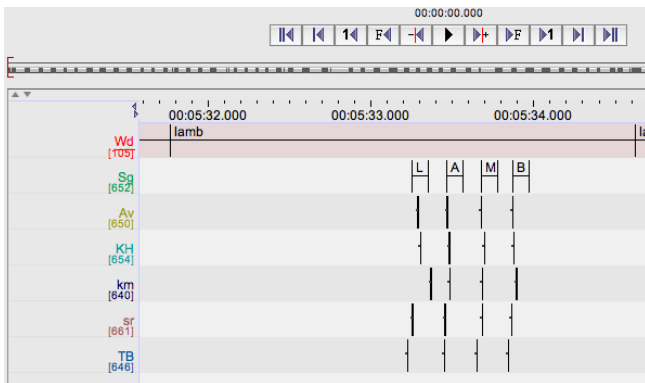 00:00:00.000
1 F + F 1
00:05:32.000 00:05:33.000 00:05:34.000
Wd lamb
[105]
Sg L A M B
[652]
Av
[650]
KH
[654]
km
[640]
sr
[661]
TB
[646]